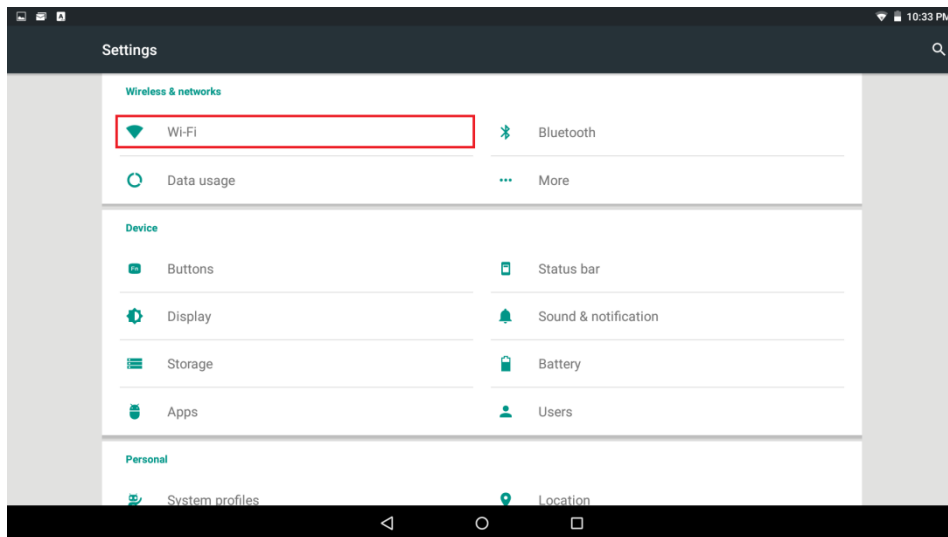 A
10:33 PM
Settings
Wireless & networks
Wi-Fi
Bluetooth
Data usage
More
Device
Fn
Buttons
Status bar
Display
Sound & notification
Storage
Battery
Apps
Users
Personal
System profiles
Location